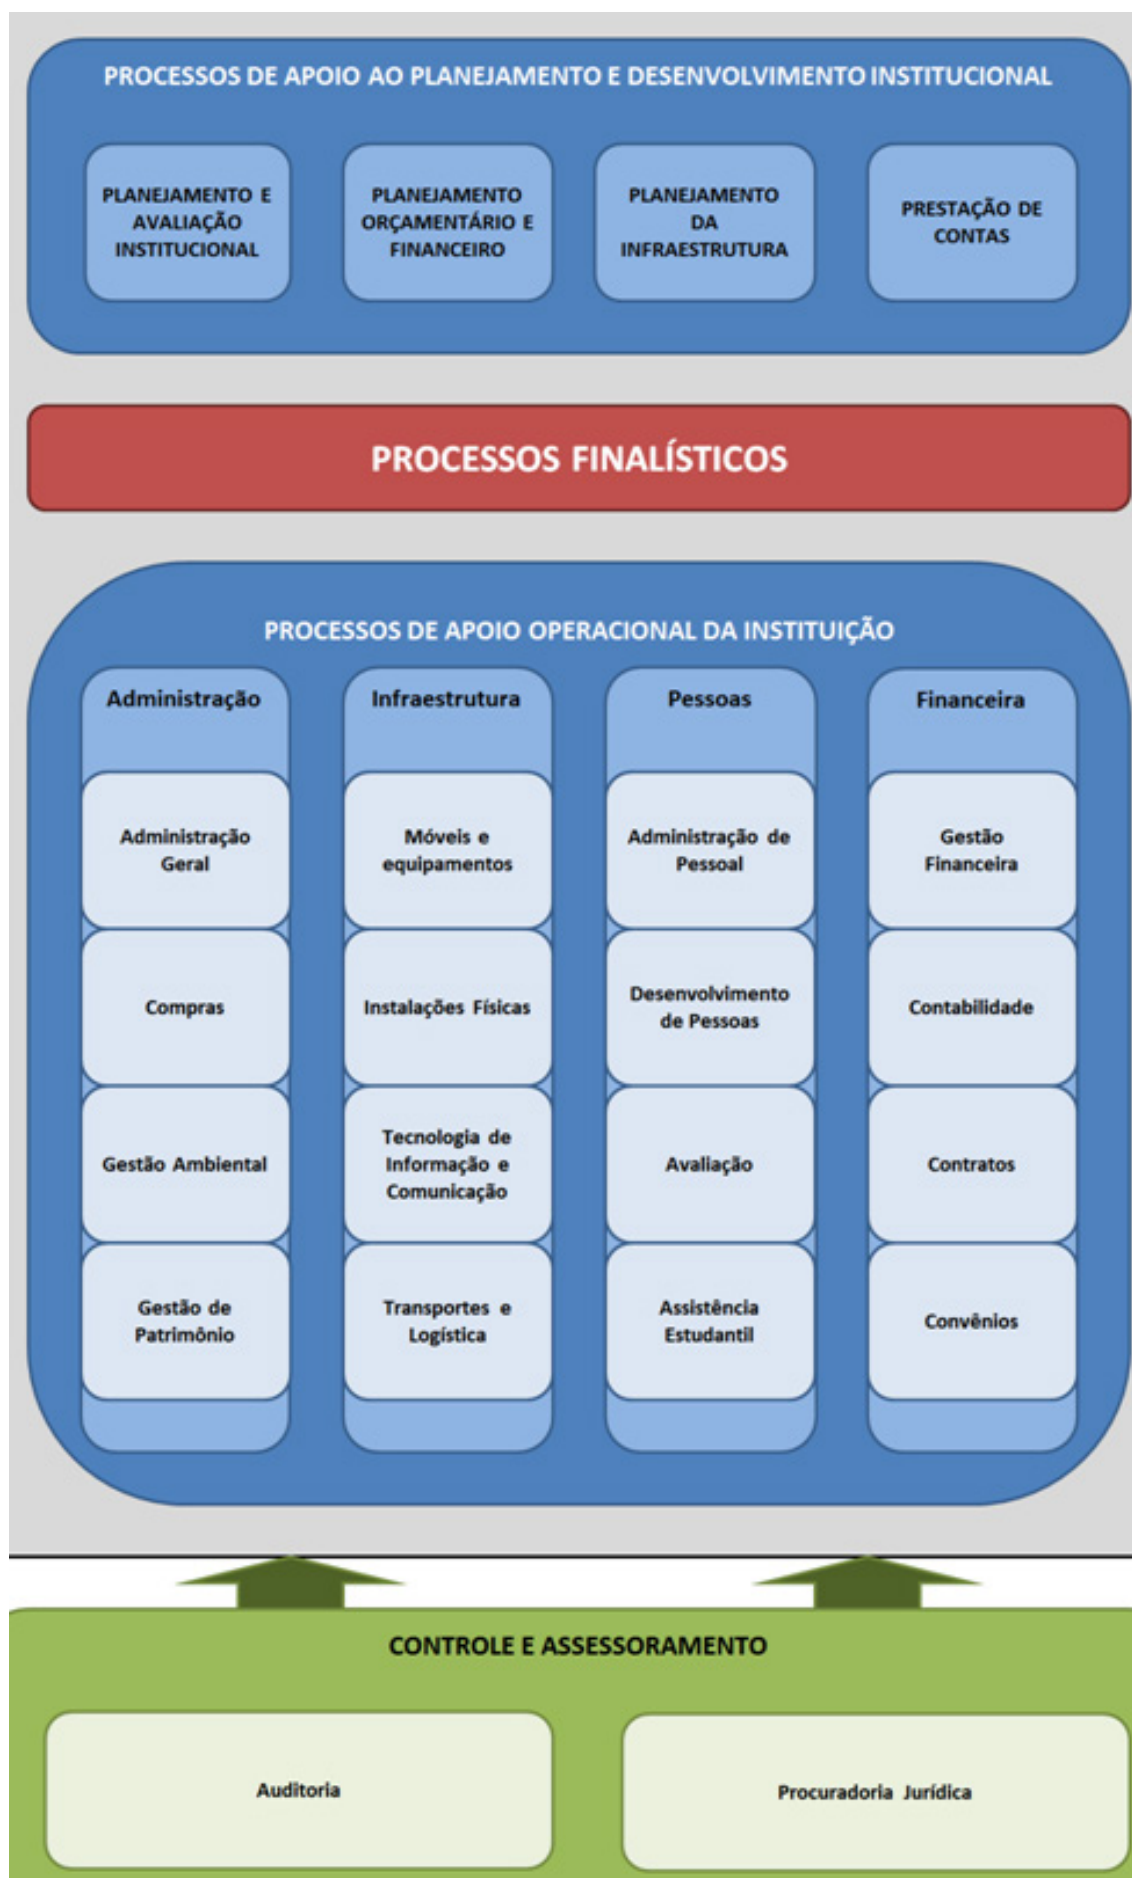 PROCESSOS DE APOIO AO PLANEJAMENTO E DESENVOLVIMENTO INSTITUCIONAL
PLANEJAMENTO E
AVALIAÇÃO
INSTITUCIONAL
PLANEJAMENTO
ORÇAMENTÁRIO E
FINANCEIRO
PLANEJAMENTO
DA
INFRAESTRUTURA
PRESTAÇÃO DE
CONTAS
PROCESSOS FINALÍSTICOS
PROCESSOS DE APOIO OPERACIONAL DA INSTITUIÇÃO
Administração
Administração
Geral
Compras
Gestão Ambiental
Gestão de
Patrimônio
Infraestrutura
Móveis e
equipamentos
Instalações Físicas
Tecnologia de
Informação e
Comunicação
Transportes e
Logística
Pessoas
Administração de
Pessoal
Desenvolvimento
de Pessoas
Avaliação
Assistência
Estudantil
Financeira
Gestão
Financeira
Contabilidade
Contratos
Convênios
CONTROLE E ASSESSORAMENTO
Auditoria
Procuradoria Jurídica